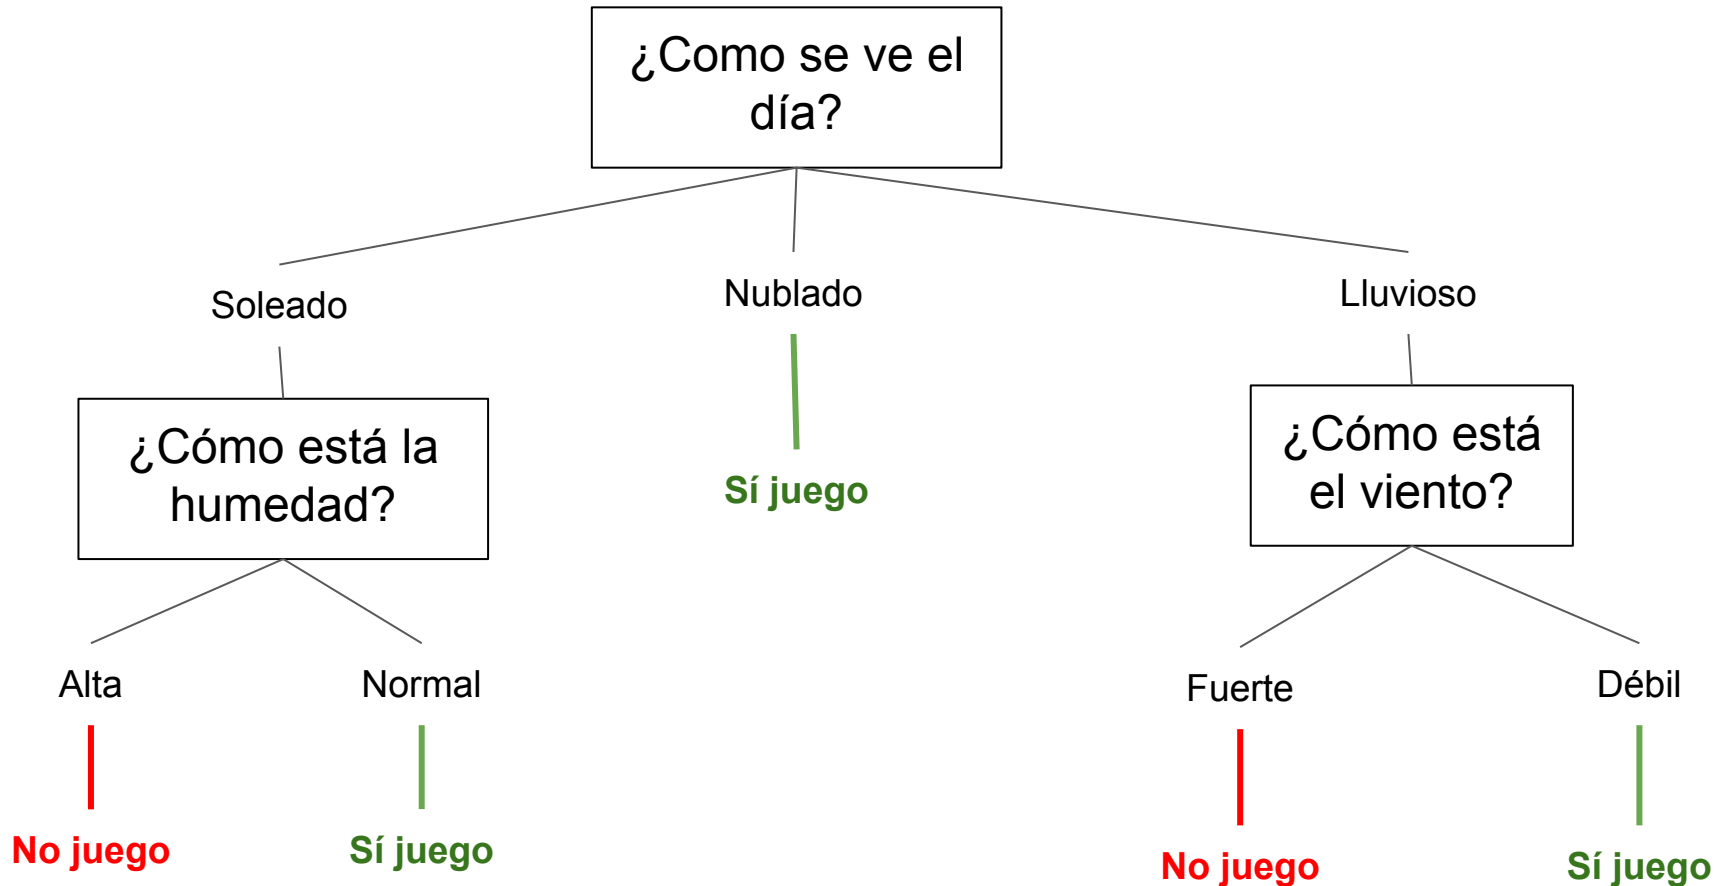 ¿Como se ve el
día?
Soleado
Nublado
Lluvioso
¿Cómo está la
humedad?
Sí juego
¿Cómo está
el viento?
Alta
Normal
Fuerte
Débil
No juego
Sí juego
No juego
Sí juego